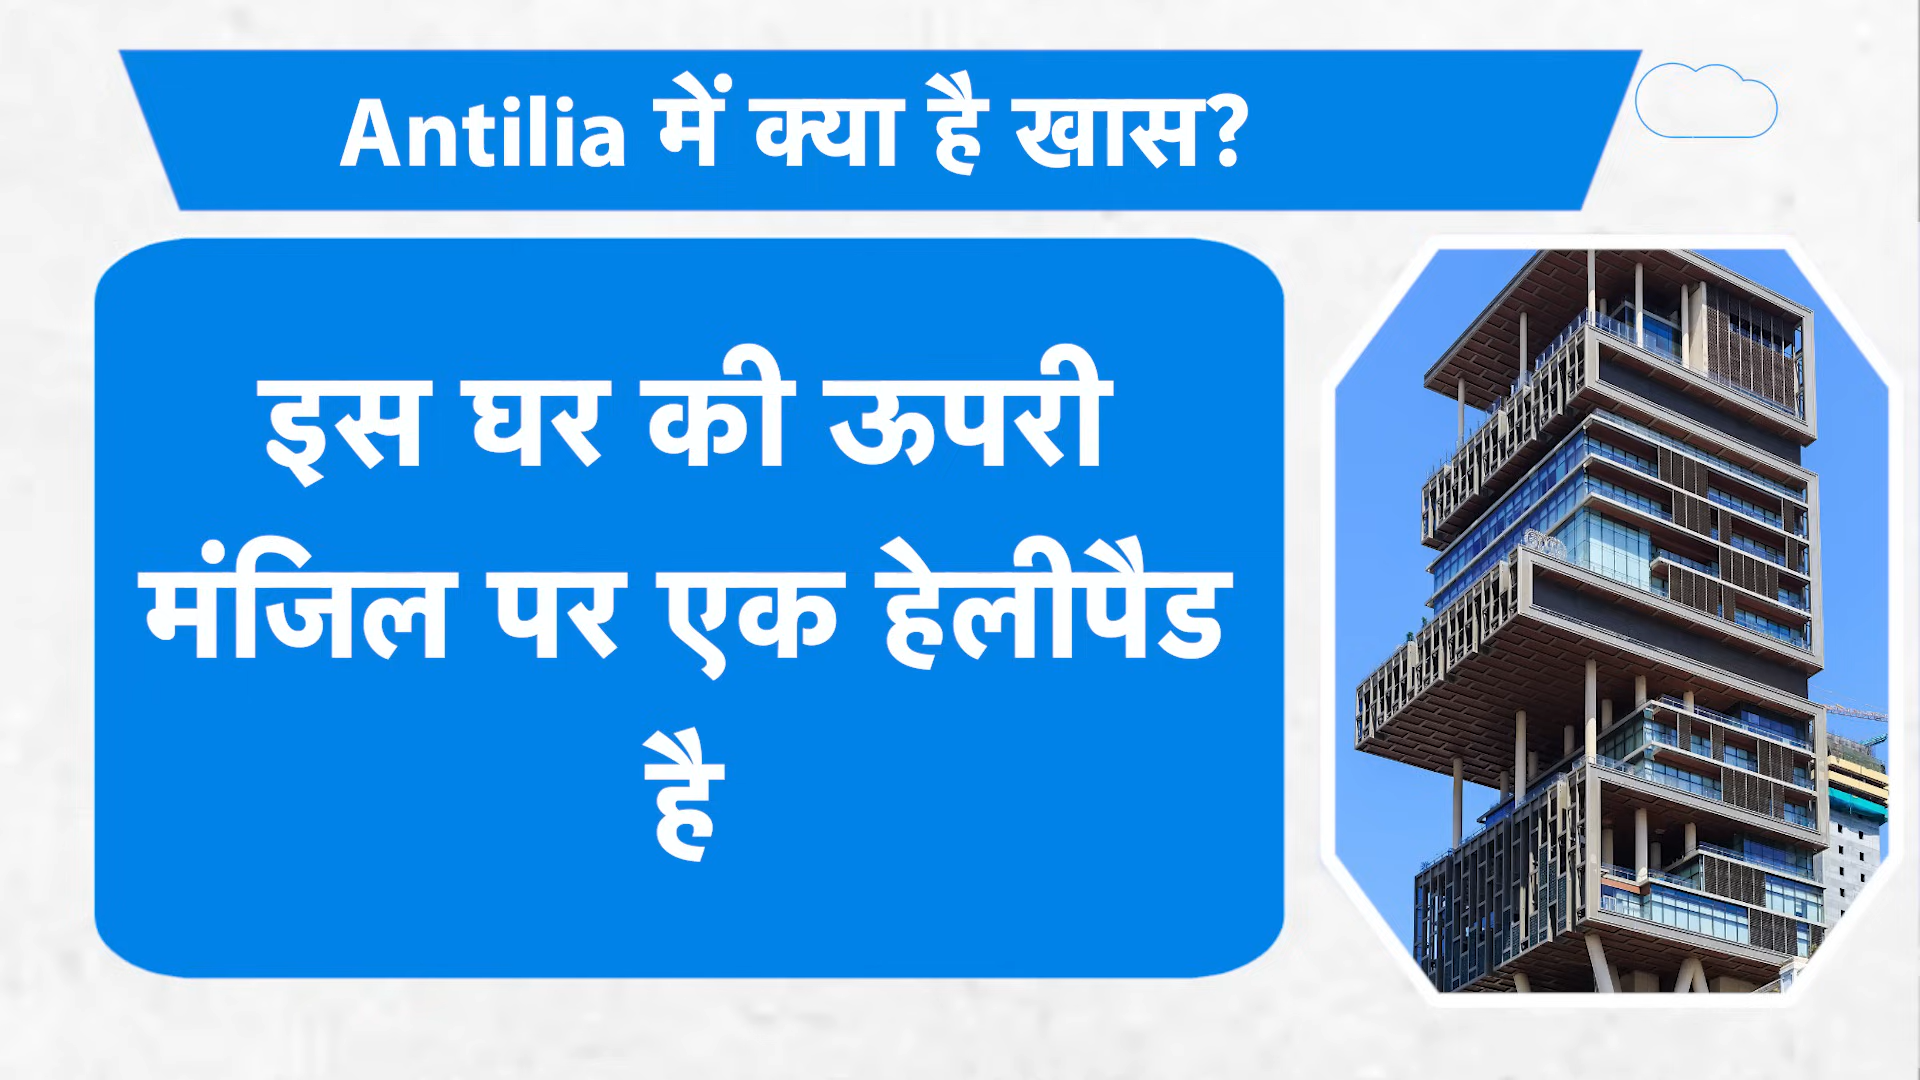 Antilia में क्या है खास?
इस घर की ऊपरी
मंजिल पर एक हेलीपैड
है